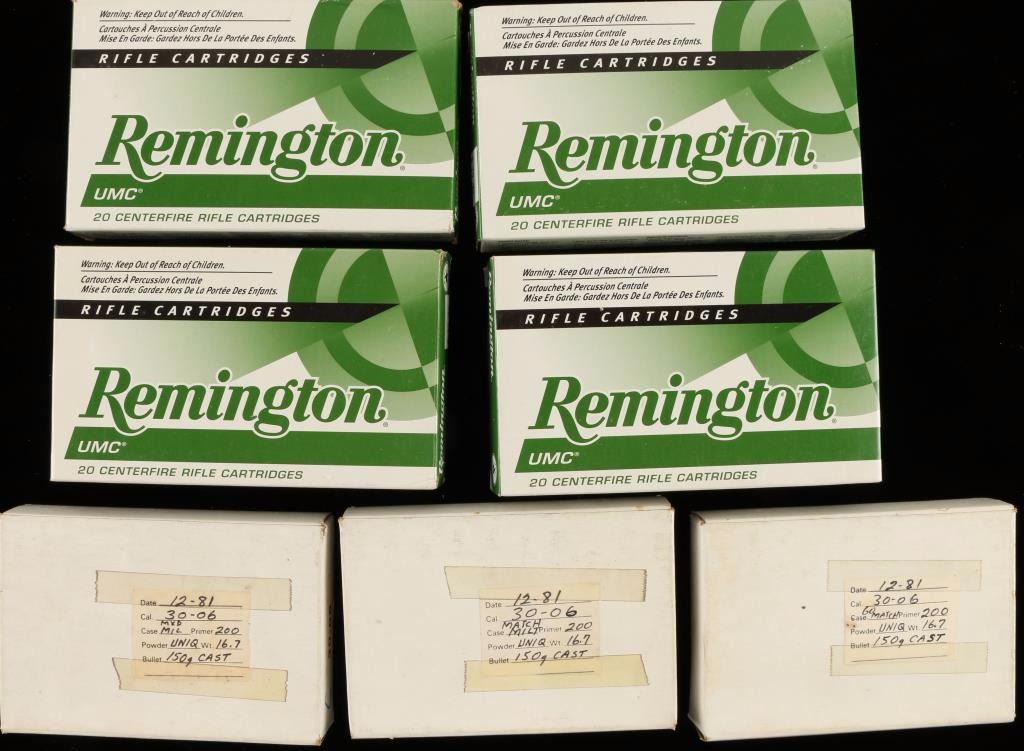 Warning: Keep Out of Reach of Children.
Cartouches À Percussion Centrale
Mise En Garde: Gardez Hors De La Portée Des Enfants.
RIFLE CARTRIDGES
Remington®
UMC®
20 CENTERFIRE RIFLE CARTRIDGES
Warning: Keep Out of Reach of Children.
Cartouches À Percussion Centrale
Mise En Garde: Gardez Hors De La Portée Des Enfants.
RIFLE CARTRIDGES
Remington®
UMC®
20 CENTERFIRE RIFLE CARTRIDGES
Warning: Keep Out of Reach of Children.
Cartouches À Percussion Centrale
Mise En Garde: Gardez Hors De La Portée Des Enfants.
RIFLE CARTRIDGES
Remington®
UMC®
20 CENTERFIRE RIFLE CARTRIDGES
Remington
Warning: Keep Out of Reach of Children.
Cartouches À Percussion Centrale
Mise En Garde: Gardez Hors De La Portée Des Enfants.
RIFLE CARTRIDGES
Remington®
UMC®
20 CENTERFIRE RIFLE CARTRIDGES
Remington
Date 12-81
Cal. 30-06
MXD
Case MIL Primer 200
Powder UNIQ Wt. 16.7
Bullet 150g CAST
Date 12-81
Cal. 30-06
MATCH
Case MILT Primer 200
Powder UNIQ Wt. 16.7
Bullet 150g CAST
Date 12-81
Cal. 30-06
Case MATCH Primer 200
Powder UNIQ Wt. 16.7
Bullet 150g CAST